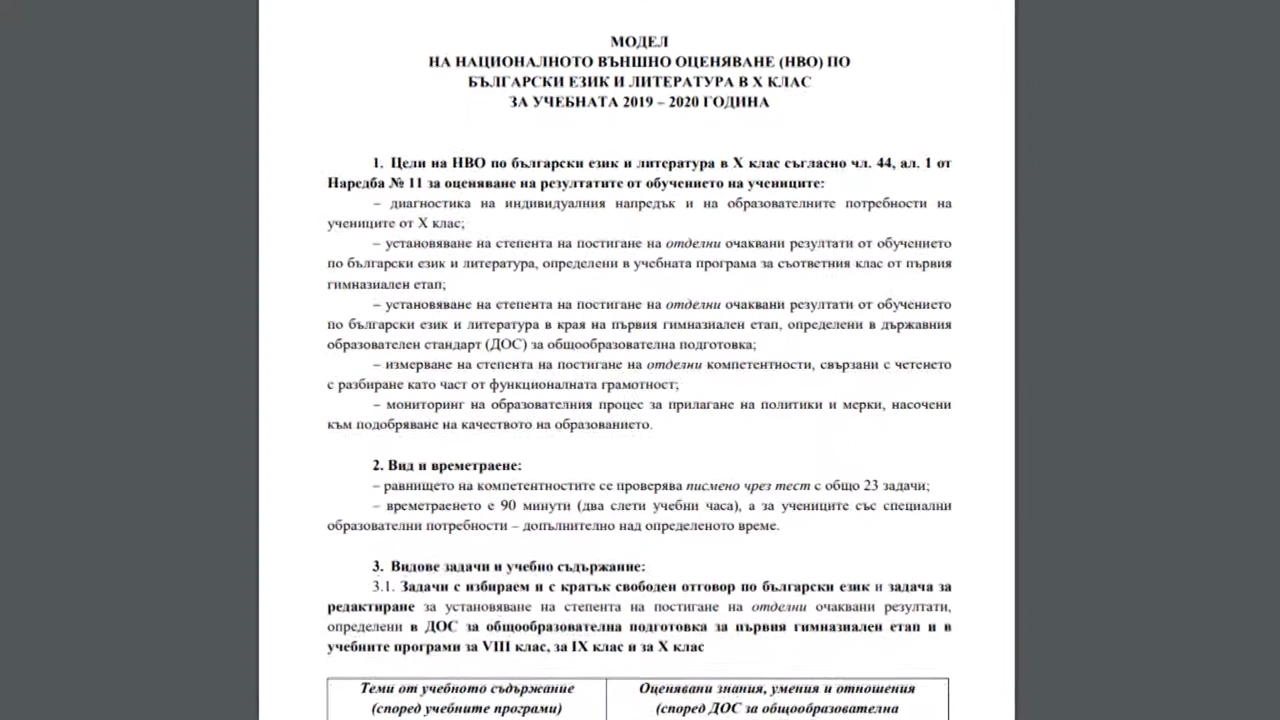 МОДЕЛ
НА НАЦИОНАЛНОТО ВЪНШНО ОЦЕНЯВАНЕ (НВО) ПО
БЪЛГАРСКИ ЕЗИК И ЛИТЕРАТУРА В X КЛАС
ЗА УЧЕБНАТА 2019 – 2020 ГОДИНА
1. Цели на НВО по български език и литература в X клас съгласно чл. 44, ал. 1 от
Наредба № 11 за оценяване на резултатите от обучението на учениците:
– диагностика на индивидуалния напредък и на образователните потребности на
учениците от X клас;
– установяване на степента на постигане на отделни очаквани резултати от обучението
по български език и литература, определени в учебната програма за съответния клас от първия
гимназиален етап;
– установяване на степента на постигане на отделни очаквани резултати от обучението
по български език и литература в края на първия гимназиален етап, определени в държавния
образователен стандарт (ДОС) за общообразователна подготовка;
– измерване на степента на постигане на отделни компетентности, свързани с четенето
с разбиране като част от функционалната грамотност;
– мониторинг на образователния процес за прилагане на политики и мерки, насочени
към подобряване на качеството на образованието.
2. Вид и времетраене:
– равнището на компетентностите се проверява писмено чрез тест с общо 23 задачи;
– времетраенето е 90 минути (два слети учебни часа), а за учениците със специални
образователни потребности – допълнително над определеното време.
3. Видове задачи и учебно съдържание:
3.1. Задачи с избираем и с кратък свободен отговор по български език и задача за
редактиране за установяване на степента на постигане на отделни очаквани резултати,
определени в ДОС за общообразователна подготовка за първия гимназиален етап и в
учебните програми за VIII клас, за IX клас и за X клас
Теми от учебното съдържание
(според учебните програми)
Оценявани знания, умения и отношения
(според ДОС за общообразователна